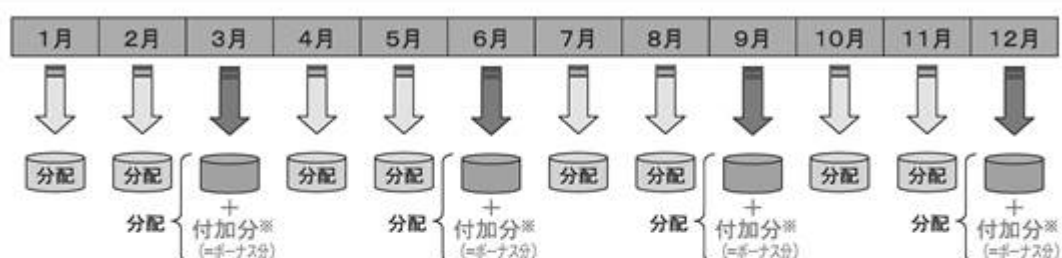 1月 2月 3月 4月 5月 6月 7月 8月 9月 10月 11月 12月
分配 分配 分配 分配 分配 分配 分配 分配
分配 + 分配 + 分配 + 分配 +
付加分※ 付加分※ 付加分※ 付加分※
(=ボーナス分) (=ボーナス分) (=ボーナス分) (=ボーナス分)